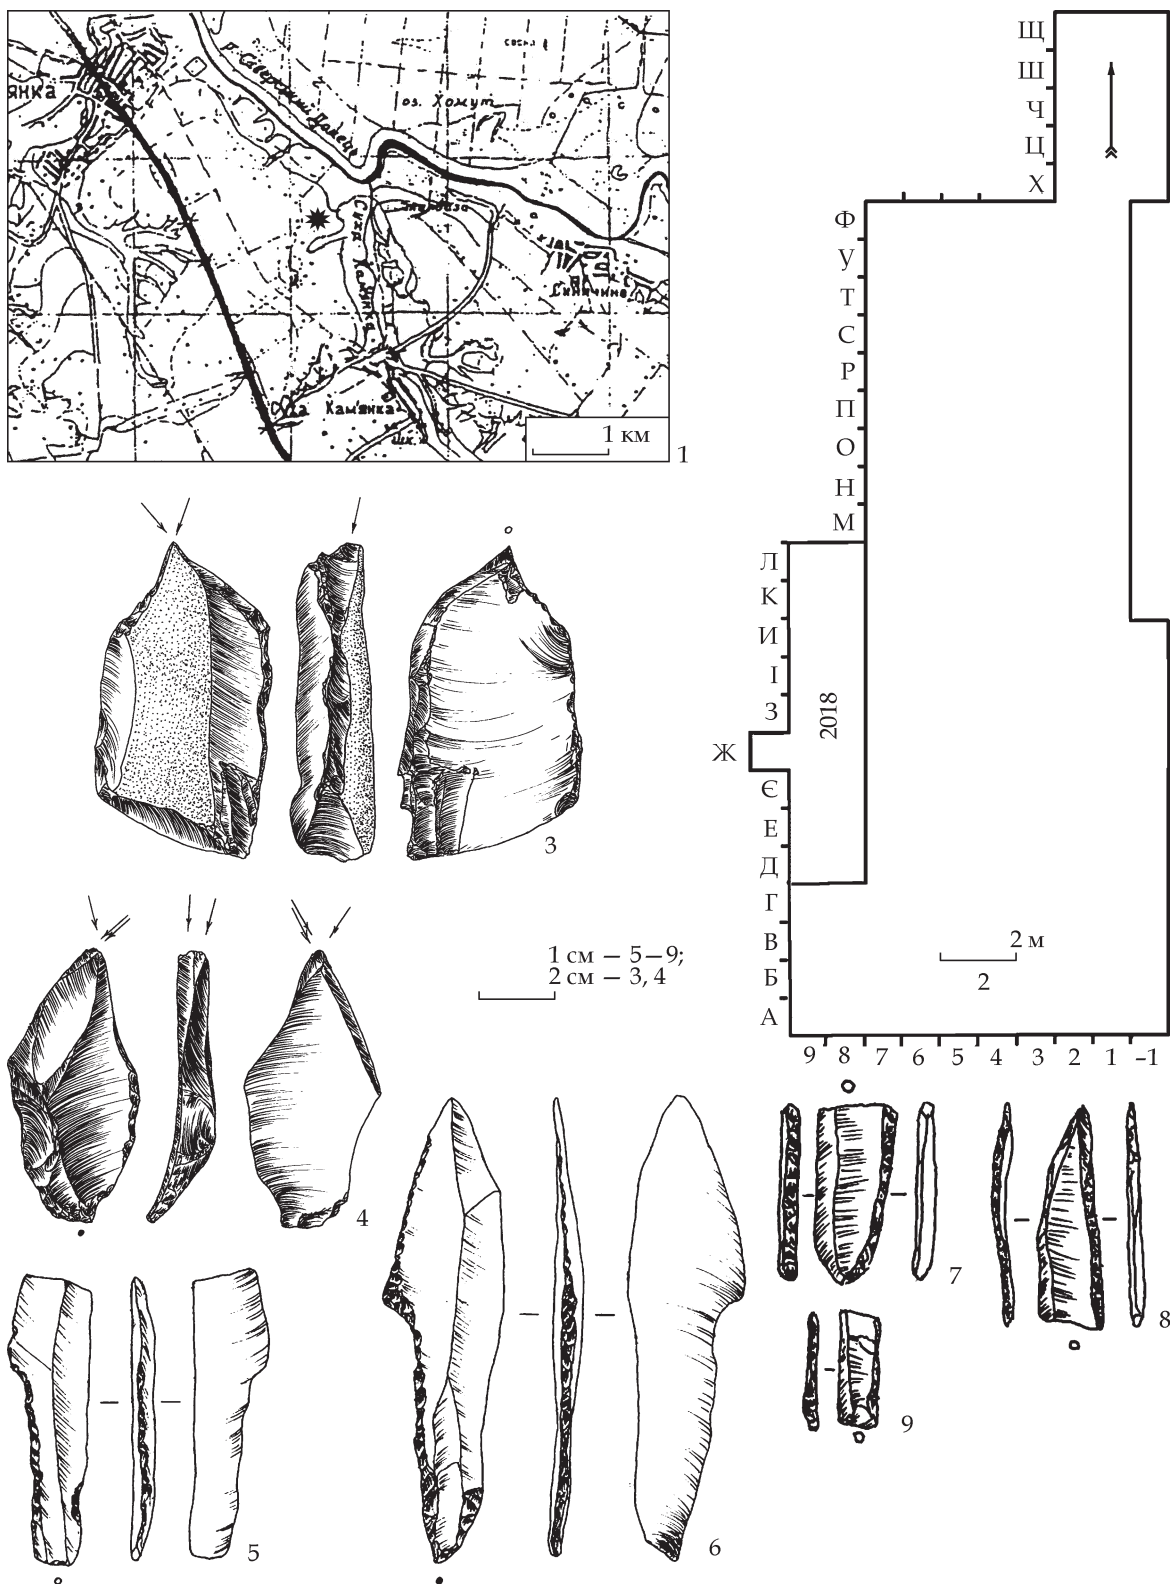 янка
р. Сіверський Донець
оз. Хомут
Суха Кам'янка
Кам'янка
шк.
1 км
1
Щ
Ш
Ч
Ц
Х
Ф
У
Т
С
Р
П
О
Н
М
Л
К
И
І
З
Ж
Є
Е
Д
Г
В
Б
А
2018
2 м
2
9 8 7 6 5 4 3 2 1 –1
3
1 см – 5–9;
2 см – 3, 4
4
5
6
7
8
9